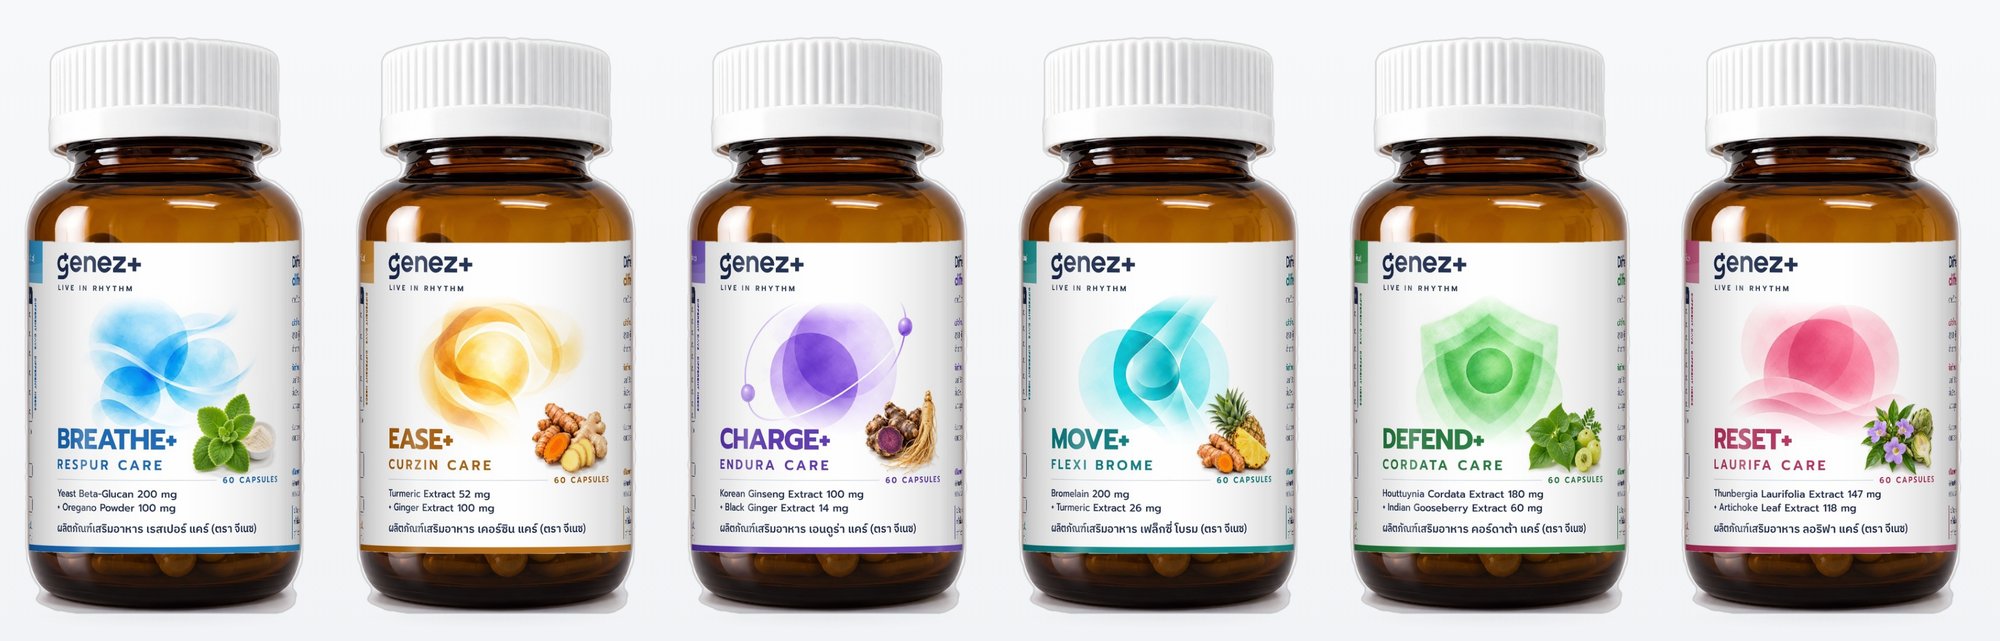 genez+
LIVE IN RHYTHM
BREATHE+
RESPUR CARE
60 CAPSULES
Yeast Beta-Glucan 200 mg
+ Oregano Powder 100 mg
ผลิตภัณฑ์เสริมอาหาร เรสเปอร์ แคร์ (ตรา จีเนซ)
genez+
LIVE IN RHYTHM
EASE+
CURZIN CARE
60 CAPSULES
Turmeric Extract 52 mg
+ Ginger Extract 100 mg
ผลิตภัณฑ์เสริมอาหาร เคอร์ซิน แคร์ (ตรา จีเนซ)
genez+
LIVE IN RHYTHM
CHARGE+
ENDURA CARE
60 CAPSULES
Korean Ginseng Extract 100 mg
+ Black Ginger Extract 14 mg
ผลิตภัณฑ์เสริมอาหาร เอนดูร่า แคร์ (ตรา จีเนซ)
genez+
LIVE IN RHYTHM
MOVE+
FLEXI BROME
60 CAPSULES
Bromelain 200 mg
+ Turmeric Extract 26 mg
ผลิตภัณฑ์เสริมอาหาร เฟล็กซี่ โบรม (ตรา จีเนซ)
genez+
LIVE IN RHYTHM
DEFEND+
CORDATA CARE
60 CAPSULES
Houttuynia Cordata Extract 180 mg
+ Indian Gooseberry Extract 60 mg
ผลิตภัณฑ์เสริมอาหาร คอร์ดาต้า แคร์ (ตรา จีเนซ)
genez+
LIVE IN RHYTHM
RESET+
LAURIFA CARE
60 CAPSULES
Thunbergia Laurifolia Extract 147 mg
+ Artichoke Leaf Extract 118 mg
ผลิตภัณฑ์เสริมอาหาร ลอริฟา แคร์ (ตรา จีเนซ)